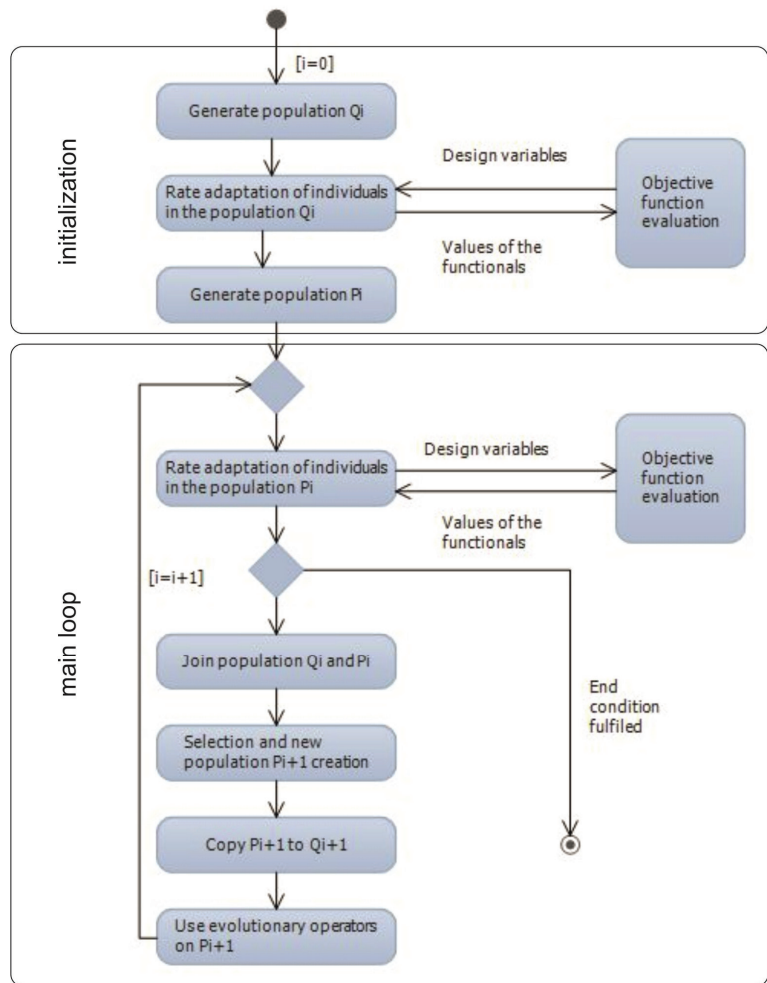 [i=0]
Generate population Qi
initialization
Design variables
Rate adaptation of individuals
in the population Qi
Objective
function
evaluation
Values of the
functionals
Generate population Pi
Design variables
Rate adaptation of individuals
in the population Pi
Objective
function
evaluation
Values of the
functionals
[i=i+1]
main loop
Join population Qi and Pi
End
condition
fulfiled
Selection and new
population Pi+1 creation
Copy Pi+1 to Qi+1
Use evolutionary operators
on Pi+1